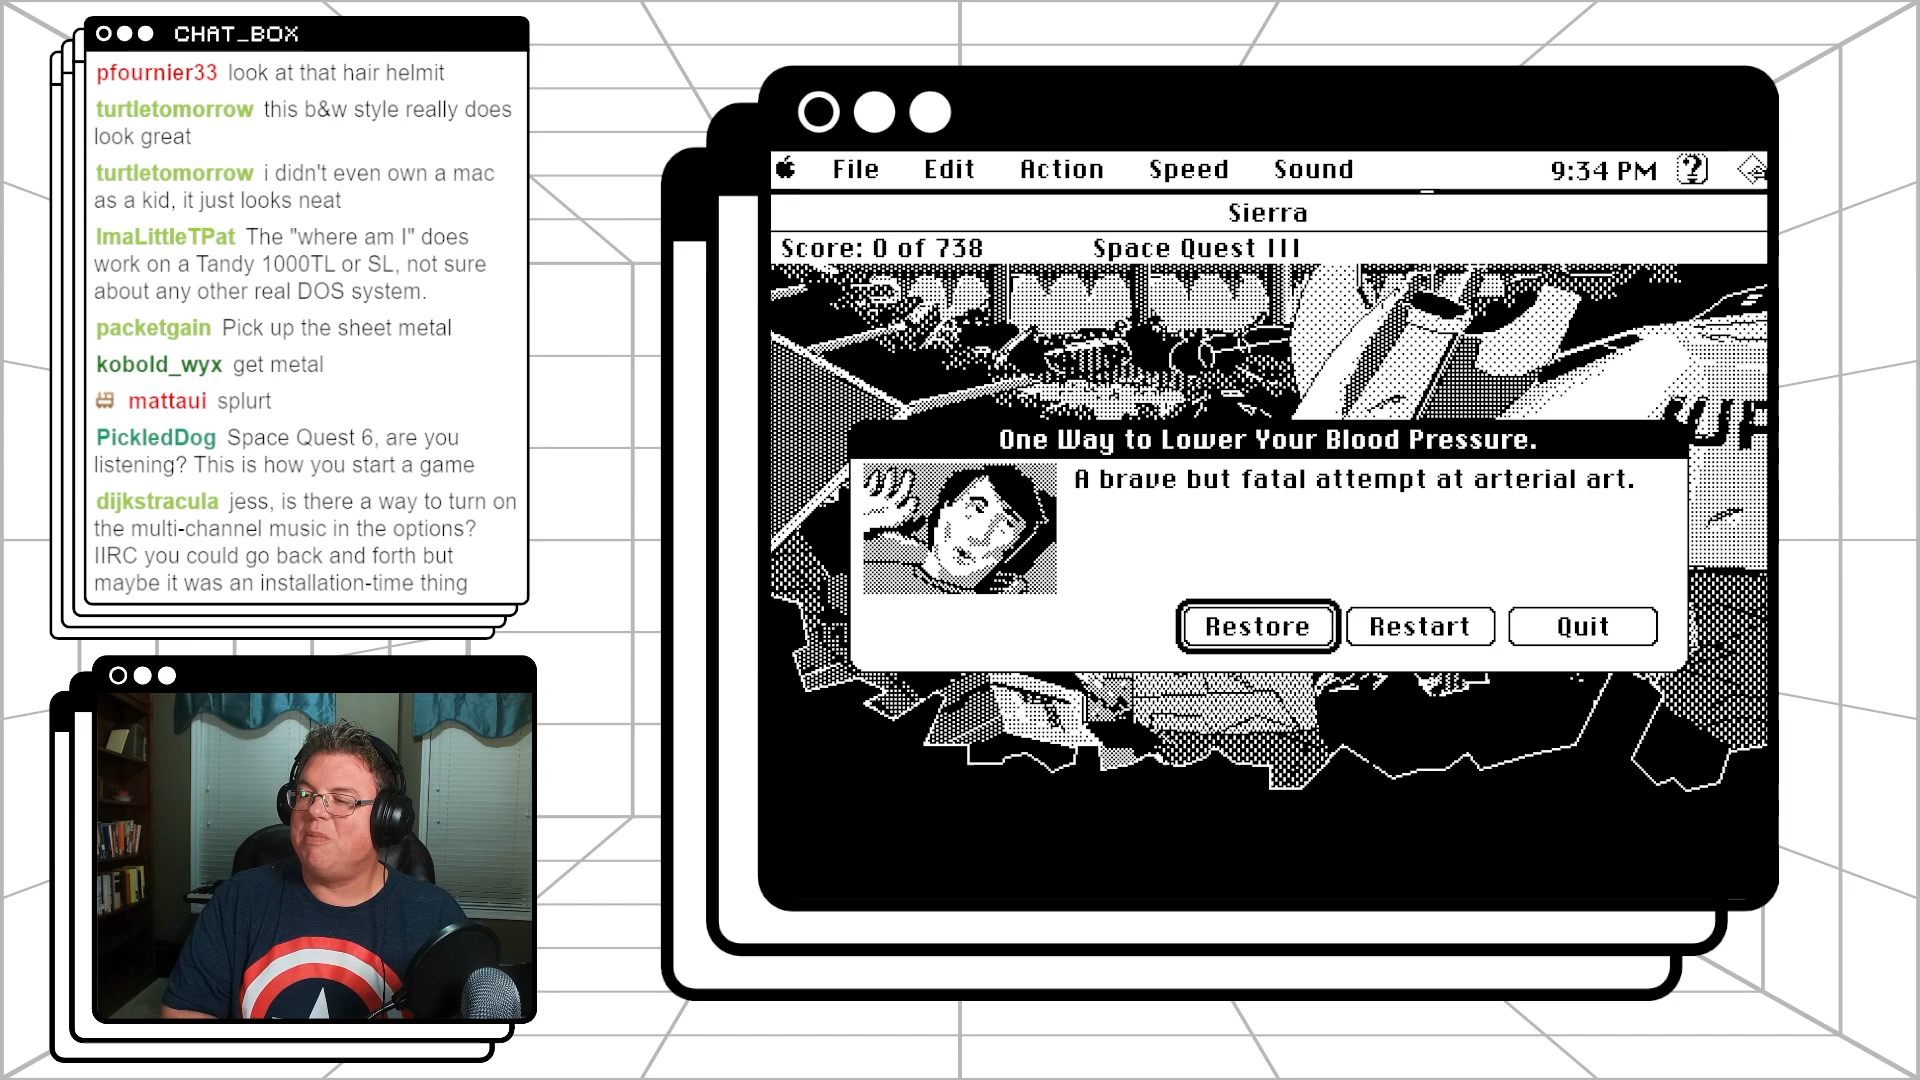 CHAT_BOX
pfournier33 look at that hair helmit
turtletomorrow this b&w style really does
look great
turtletomorrow i didn't even own a mac
as a kid, it just looks neat
ImaLittleTPat The "where am I" does
work on a Tandy 1000TL or SL, not sure
about any other real DOS system.
packetgain Pick up the sheet metal
kobold_wyx get metal
mattaui splurt
PickledDog Space Quest 6, are you
listening? This is how you start a game
dijkstracula jess, is there a way to turn on
the multi-channel music in the options?
IIRC you could go back and forth but
maybe it was an installation-time thing
File Edit Action Speed Sound 9:34 PM
Sierra
Score: 0 of 738 Space Quest III
One Way to Lower Your Blood Pressure.
A brave but fatal attempt at arterial art.
Restore Restart Quit